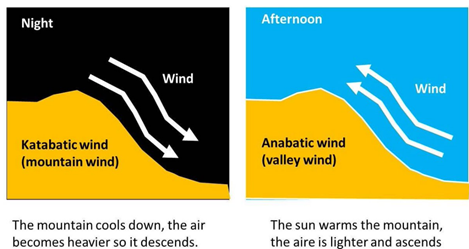 Night
Wind
Katabatic wind
(mountain wind)
The mountain cools down, the air
becomes heavier so it descends.
Afternoon
Wind
Anabatic wind
(valley wind)
The sun warms the mountain,
the aire is lighter and ascends